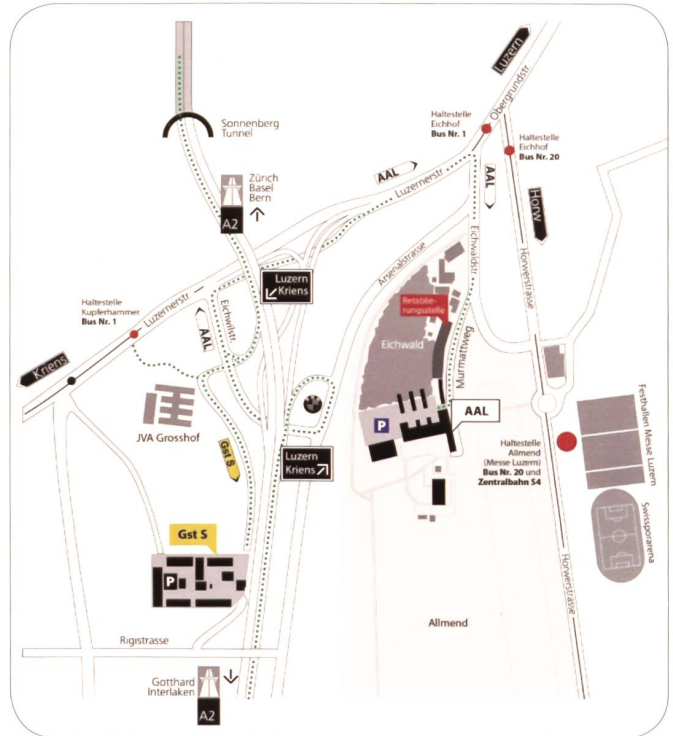 Luzern
Obergrundstr
Haltestelle
Eichhof
Bus Nr. 1
Haltestelle
Eichhof
Bus Nr. 20
Sonnenberg
Tunnel
Zürich
Basel
Bern
A2
AAL
Luzernerstr
AAL
Horw
Eichwaldstr
Horwerstrasse
Arsenalstrasse
Luzern
Kriens
Haltestelle
Kupferhammer
Bus Nr. 1
Luzernerstr
Eichwilstr.
AAL
Retablie-
rungsstelle
Eichwald
Murmattweg
Kriens
JVA Grosshof
P
AAL
Festhallen Messe Luzern
Gst S
Luzern
Kriens
Haltestelle
Allmend
(Messe Luzern)
Bus Nr. 20 und
Zentralbahn S4
Swissporarena
Gst S
P
Horwerstrasse
Allmend
Rigistrasse
Gotthard
Interlaken
A2